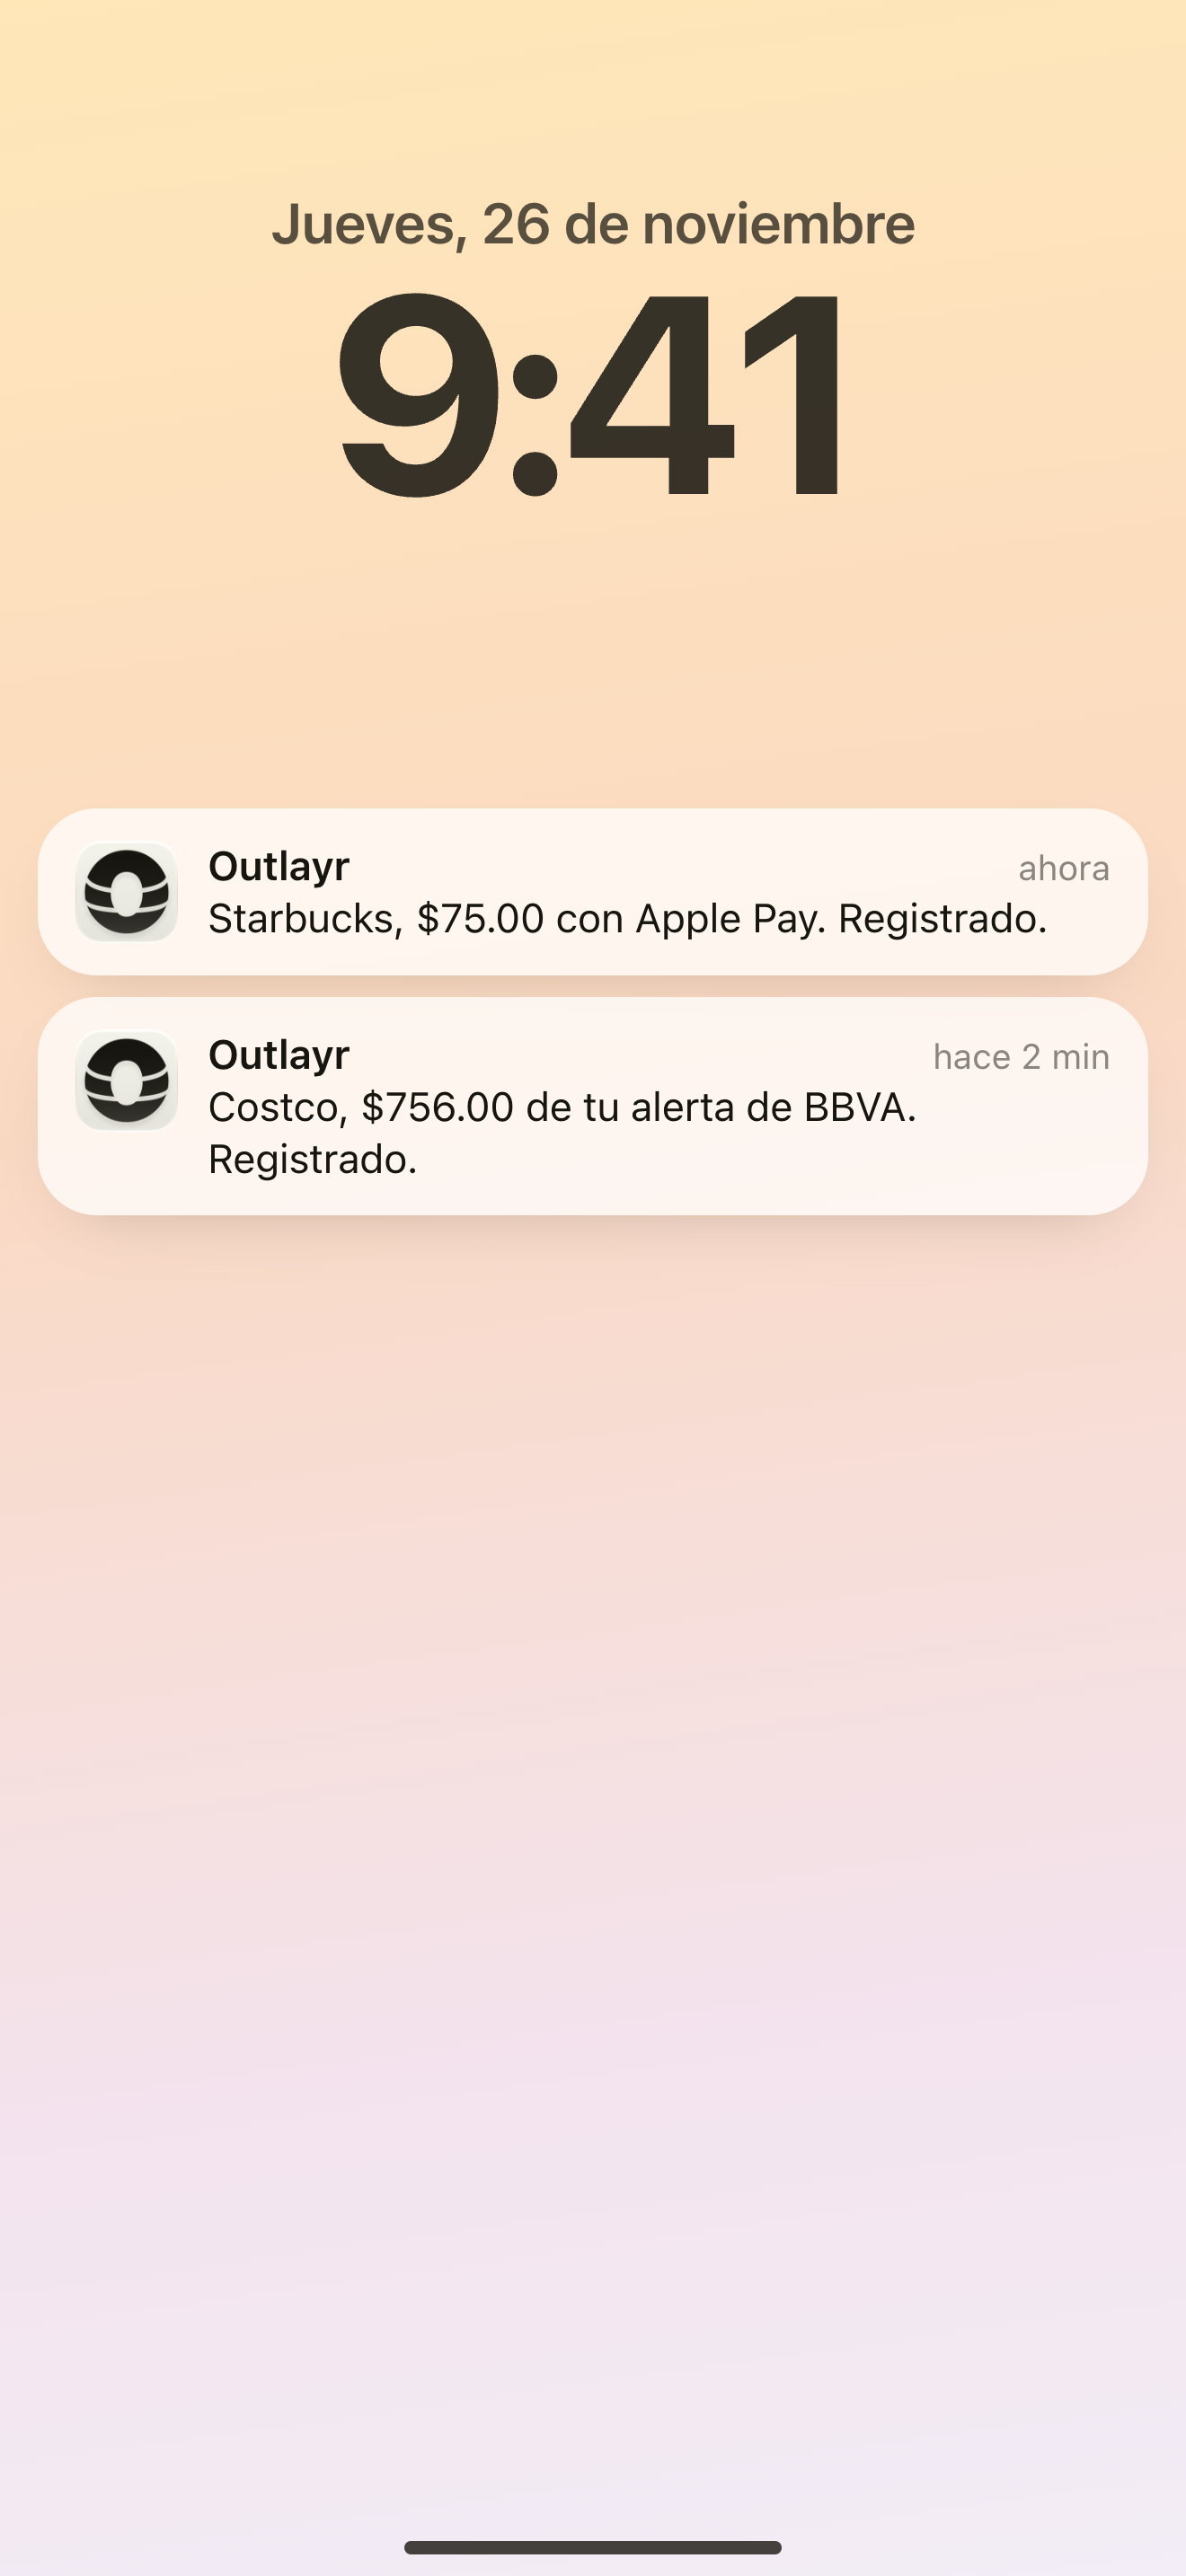 Jueves, 26 de noviembre
9:41
Outlayr
ahora
Starbucks, $75.00 con Apple Pay. Registrado.
Outlayr
hace 2 min
Costco, $756.00 de tu alerta de BBVA.
Registrado.